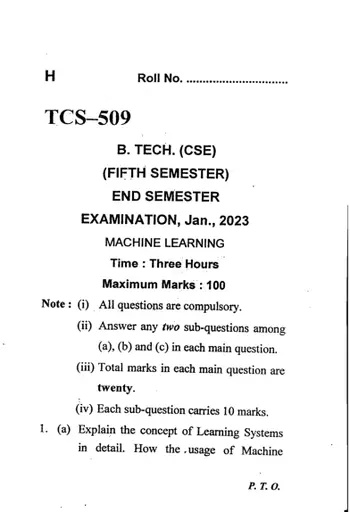 H Roll No. ................................
TCS–509
B. TECH. (CSE)
(FIFTH SEMESTER)
END SEMESTER
EXAMINATION, Jan., 2023
MACHINE LEARNING
Time : Three Hours
Maximum Marks : 100
Note : (i) All questions are compulsory.
(ii) Answer any two sub-questions among
(a), (b) and (c) in each main question.
(iii) Total marks in each main question are
twenty.
(iv) Each sub-question carries 10 marks.
1. (a) Explain the concept of Learning Systems
in detail. How the usage of Machine
P. T. O.